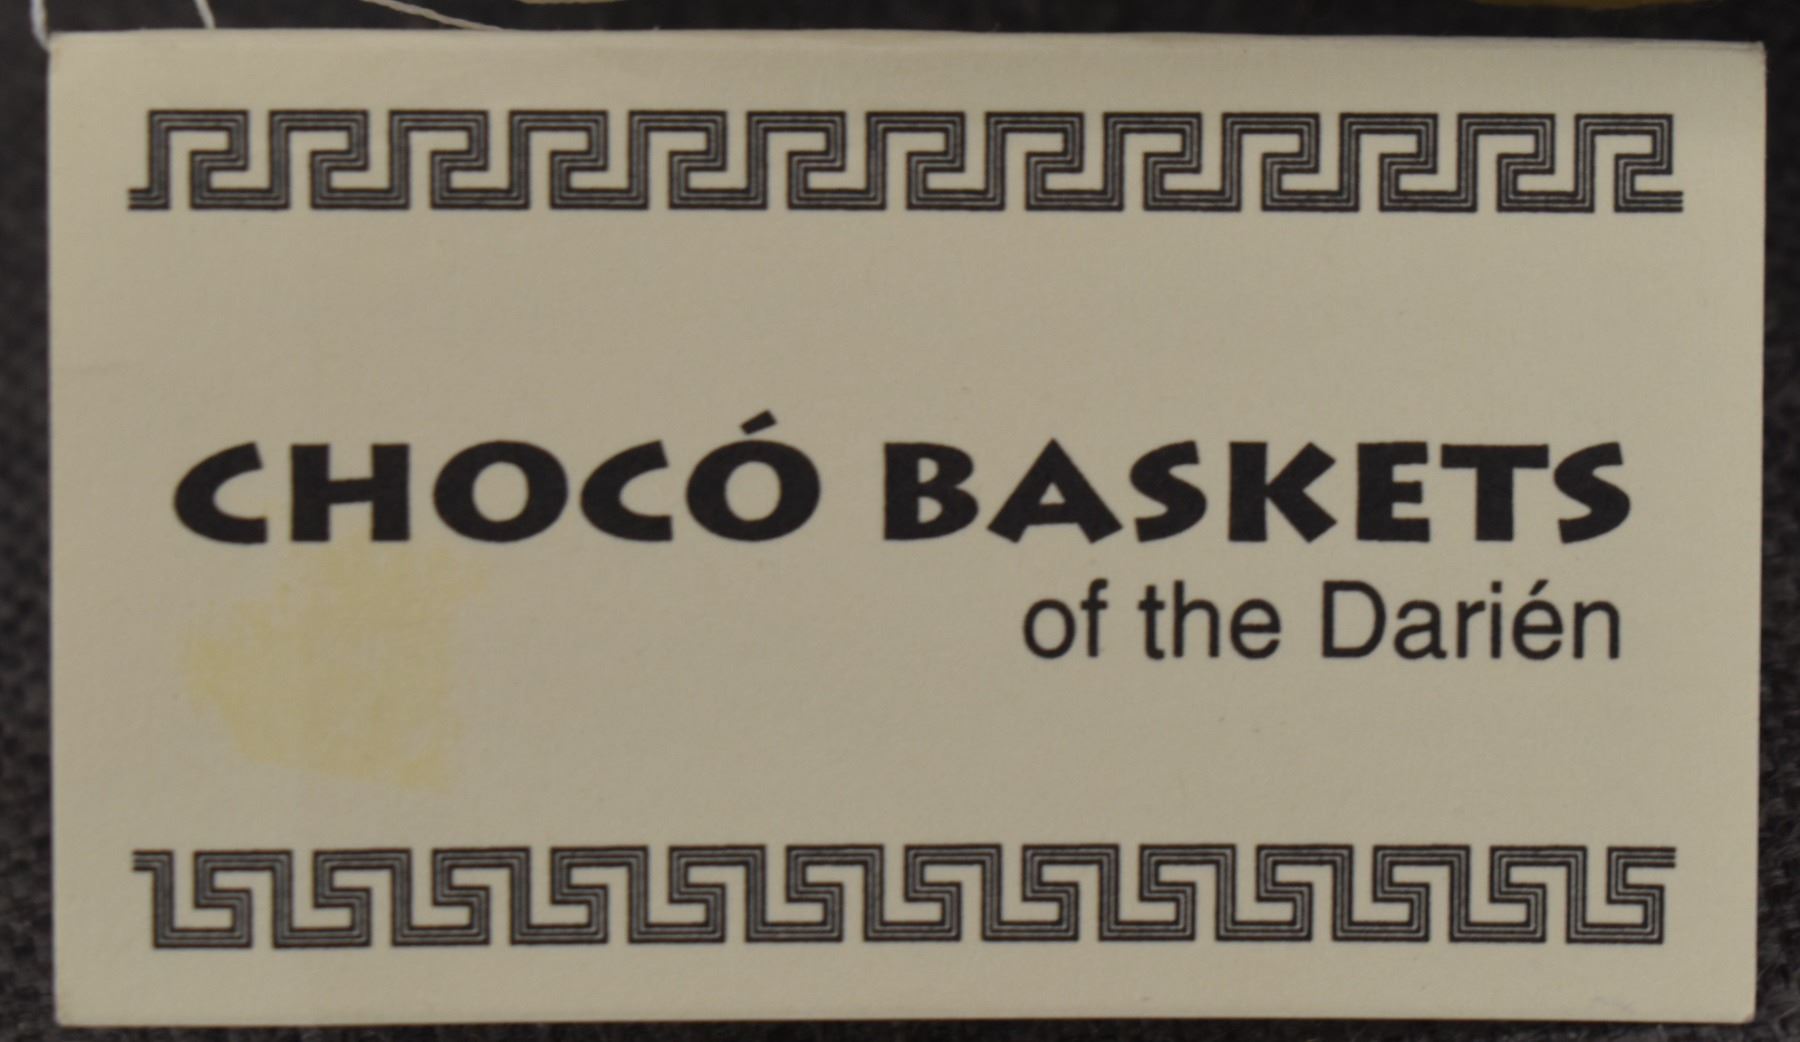 CHOCÓ BASKETS
of the Darién